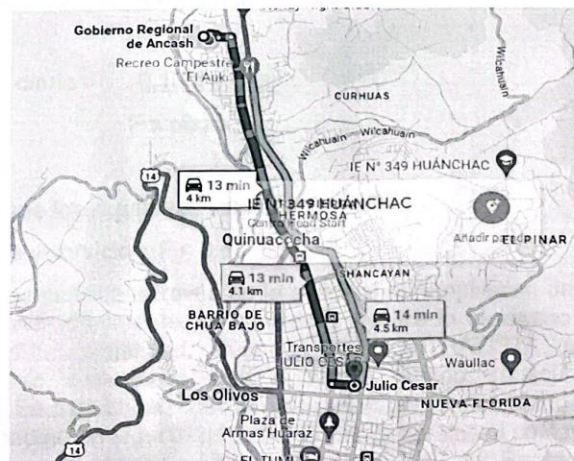 Gobierno Regional
de Ancash
Recreo Campestre
El Auki
CURHUAS
Wilcahuain
Wilcahuain
Wilcahuain
IE N° 349 HUÁNCHAC
14
13 min
4 km
IE N° 349 HUÁNCHAC
HERMOSA
Añadir parada
EL PINAR
Quinuacocha
13 min
4.1 km
SHANCAYAN
BARRIO DE
CHUA BAJO
14 min
4.5 km
Transportes
JULIO CESAR
Waullac
Julio Cesar
Los Olivos
NUEVA FLORIDA
Plaza de
Armas Huaraz
14